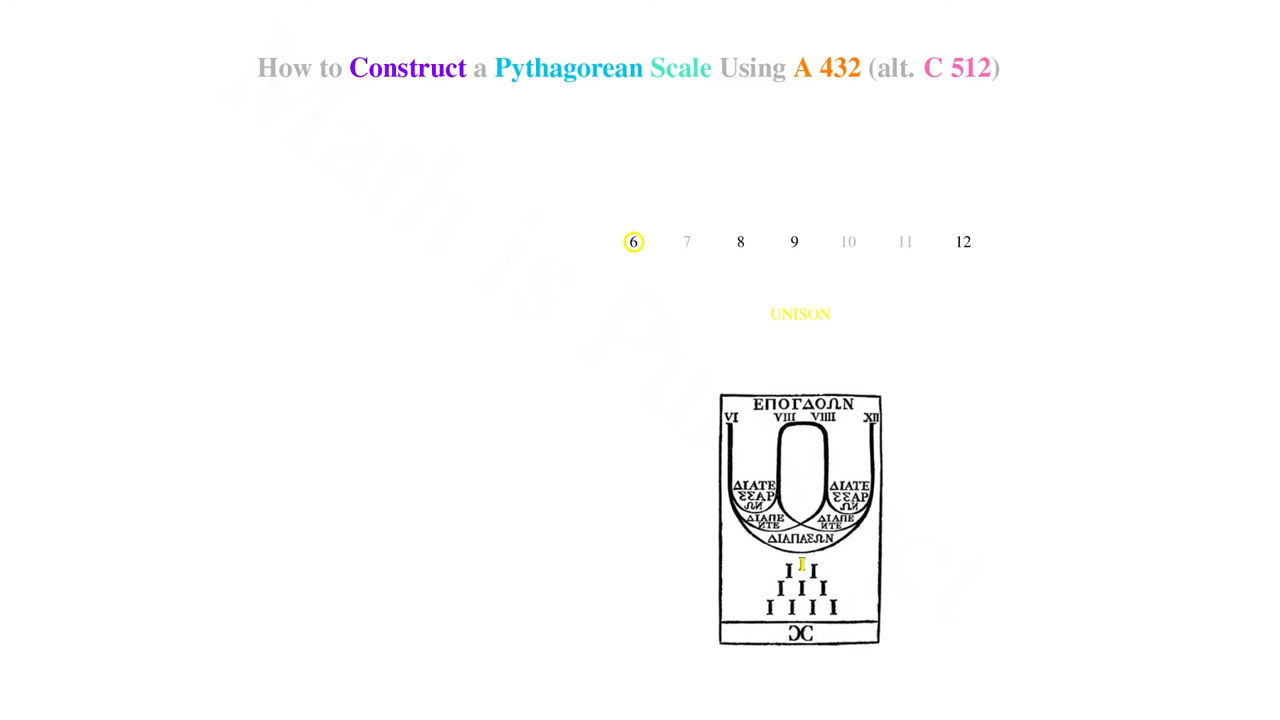 How to Construct a Pythagorean Scale Using A 432 (alt. C 512)
6 7 8 9 10 11 12
UNISON
ΕΠΟΓΔΟΩΝ
VI VIII VIIII XII
ΔΙΑΤΕ ΔΙΑΤΕ
ΣΣΑΡ ΣΣΑΡ
ΩΝ ΩΝ
ΔΙΑΠΕ ΔΙΑΠΕ
ΝΤΕ ΝΤΕ
ΔΙΑΠΑΣΩΝ
I
I I
I I I
I I I I
ƆC